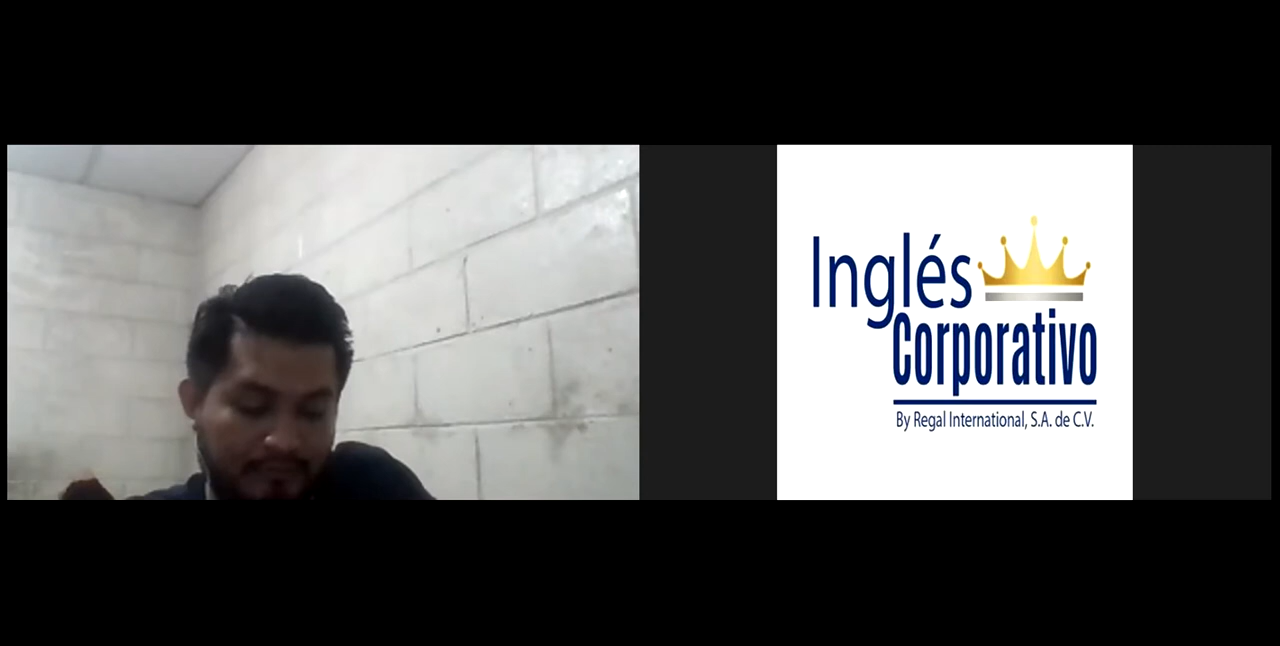 Inglés
Corporativo
By Regal International, S.A. de C.V.